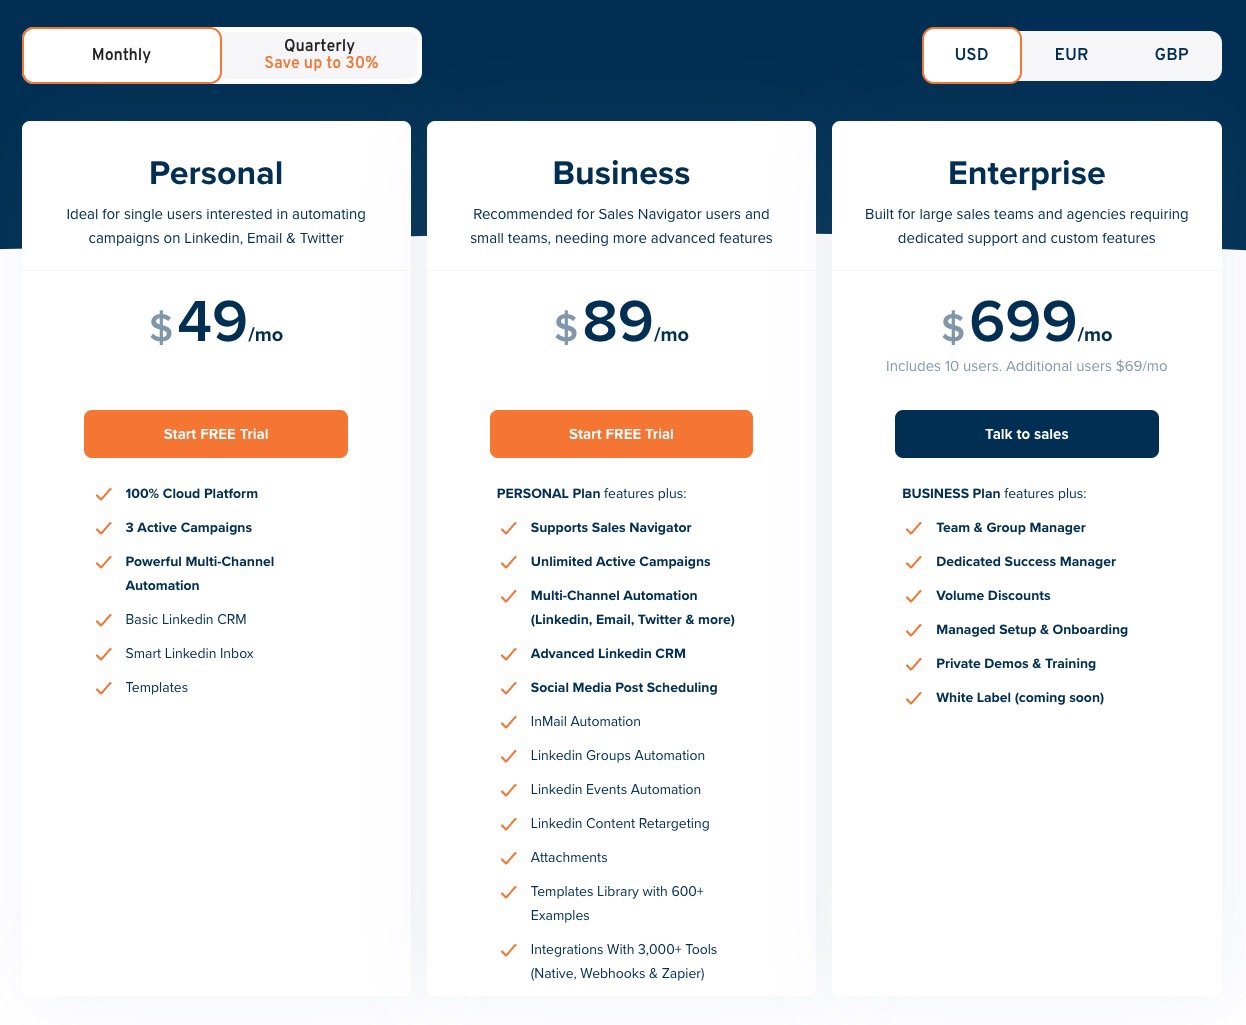 Monthly
Quarterly
Save up to 30%
USD
EUR
GBP
Personal
Ideal for single users interested in automating
campaigns on Linkedin, Email & Twitter
$49/mo
Start FREE Trial
100% Cloud Platform
3 Active Campaigns
Powerful Multi-Channel
Automation
Basic Linkedin CRM
Smart Linkedin Inbox
Templates
Business
Recommended for Sales Navigator users and
small teams, needing more advanced features
$89/mo
Start FREE Trial
PERSONAL Plan features plus:
Supports Sales Navigator
Unlimited Active Campaigns
Multi-Channel Automation
(Linkedin, Email, Twitter & more)
Advanced Linkedin CRM
Social Media Post Scheduling
InMail Automation
Linkedin Groups Automation
Linkedin Events Automation
Linkedin Content Retargeting
Attachments
Templates Library with 600+
Examples
Integrations With 3,000+ Tools
(Native, Webhooks & Zapier)
Enterprise
Built for large sales teams and agencies requiring
dedicated support and custom features
$699/mo
Includes 10 users. Additional users $69/mo
Talk to sales
BUSINESS Plan features plus:
Team & Group Manager
Dedicated Success Manager
Volume Discounts
Managed Setup & Onboarding
Private Demos & Training
White Label (coming soon)